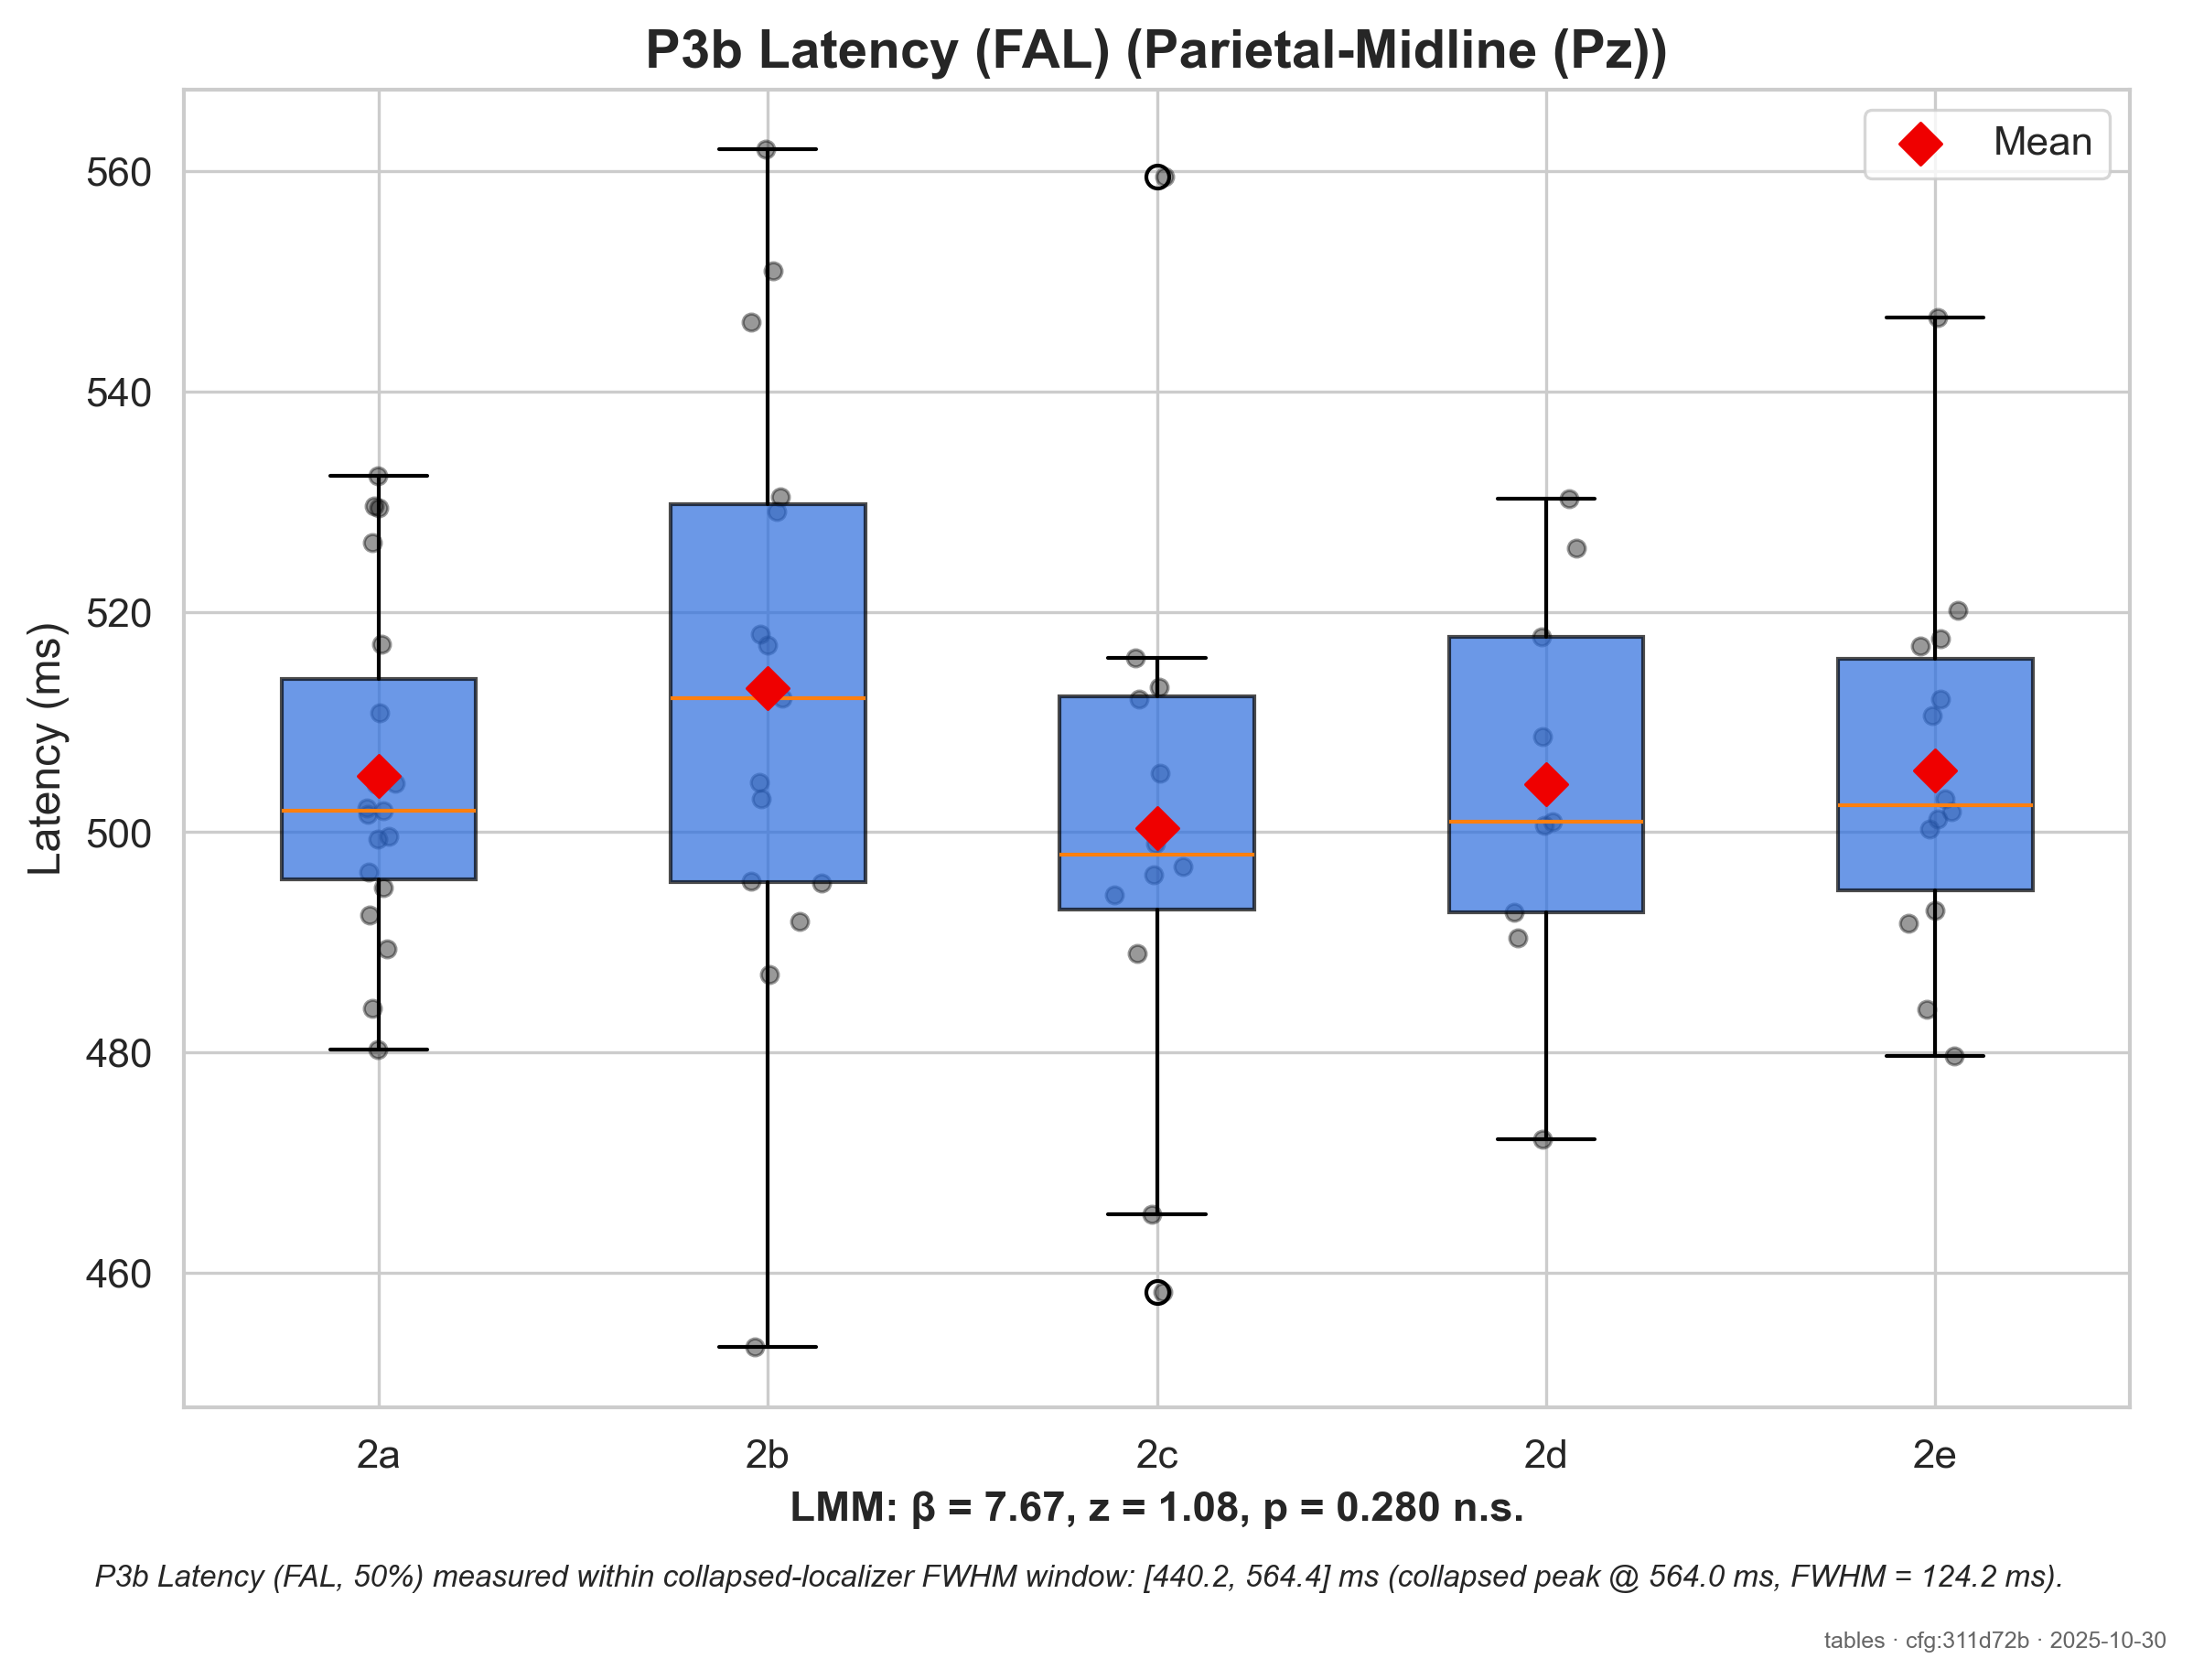 P3b Latency (FAL) (Parietal-Midline (Pz))
Mean
Latency (ms)
560
540
520
500
480
460
2a 2b 2c 2d 2e
LMM: β = 7.67, z = 1.08, p = 0.280 n.s.
P3b Latency (FAL, 50%) measured within collapsed-localizer FWHM window: [440.2, 564.4] ms (collapsed peak @ 564.0 ms, FWHM = 124.2 ms).
tables · cfg:311d72b · 2025-10-30